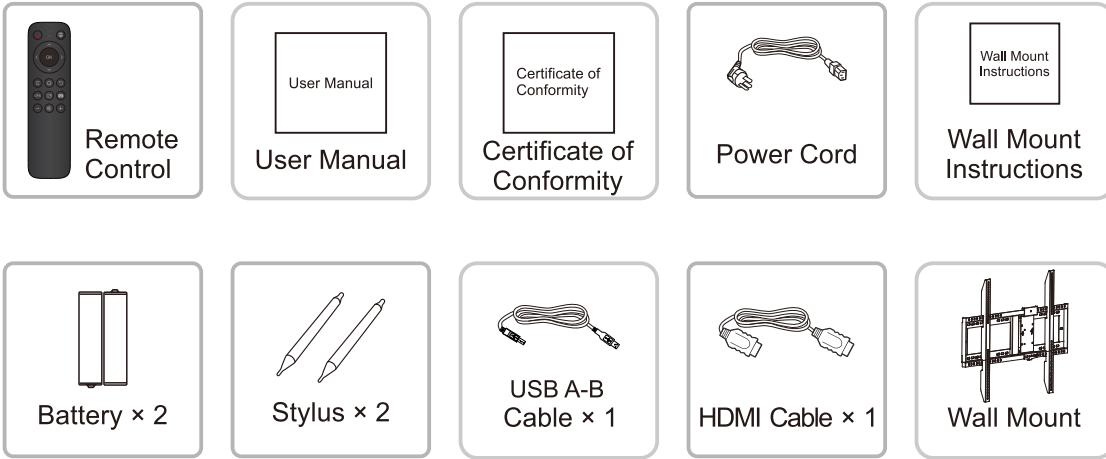 OK
Remote
Control
User Manual
User Manual
Certificate of
Conformity
Certificate of
Conformity
Power Cord
Wall Mount
Instructions
Wall Mount
Instructions
Battery × 2
Stylus × 2
USB A-B
Cable × 1
HDMI Cable × 1
Wall Mount